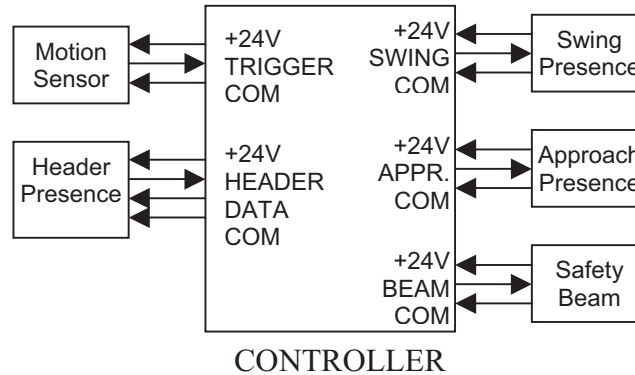 Motion
Sensor
+24V
TRIGGER
COM
Header
Presence
+24V
HEADER
DATA
COM
+24V
SWING
COM
Swing
Presence
+24V
APPR.
COM
Approach
Presence
+24V
BEAM
COM
Safety
Beam
CONTROLLER